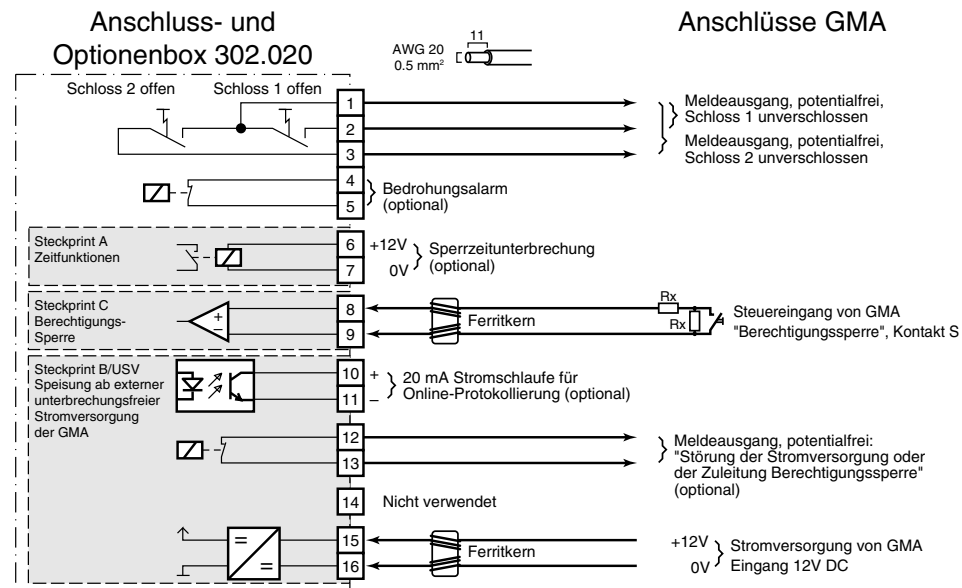 Anschluss- und
Optionenbox 302.020
Anschlüsse GMA
11
AWG 20
0.5 mm²
Schloss 2 offen
Schloss 1 offen
1
2
3
4
5
Meldeausgang, potentialfrei,
Schloss 1 unverschlossen
Meldeausgang, potentialfrei,
Schloss 2 unverschlossen
Bedrohungsalarm
(optional)
Steckprint A
Zeitfunktionen
6
7
+12V
0V
Sperrzeitunterbrechung
(optional)
Steckprint C
Berechtigungs-
Sperre
+
–
8
9
Ferritkern
Rx
Rx
Steuereingang von GMA
"Berechtigungssperre", Kontakt S
Steckprint B/USV
Speisung ab externer
unterbrechungsfreier
Stromversorgung
der GMA
10
11
+
–
20 mA Stromschlaufe für
Online-Protokollierung (optional)
12
13
Meldeausgang, potentialfrei:
"Störung der Stromversorgung oder
der Zuleitung Berechtigungssperre"
(optional)
14
Nicht verwendet
=
=
15
16
Ferritkern
+12V
0V
Stromversorgung von GMA
Eingang 12V DC